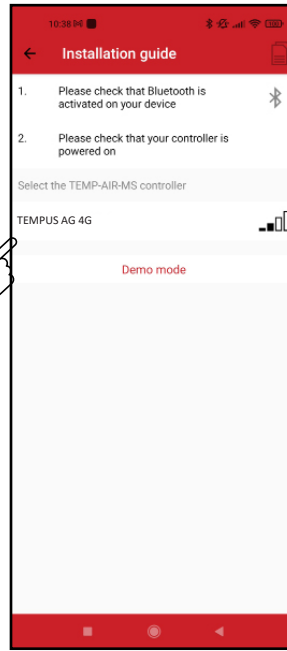 10:38
Installation guide
1. Please check that Bluetooth is
activated on your device
2. Please check that your controller is
powered on
Select the TEMP-AIR-MS controller
TEMPUS AG 4G
Demo mode